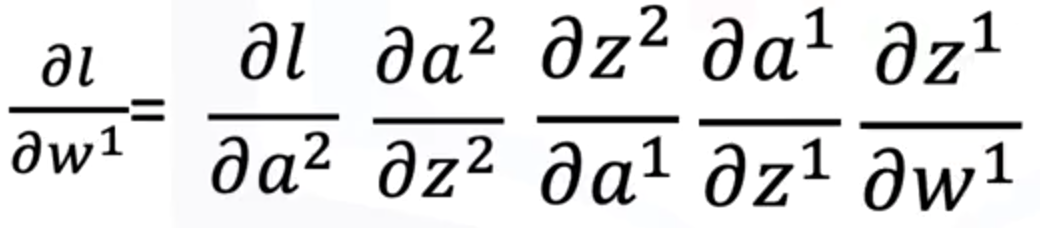 ∂l/∂w¹ = ∂l/∂a² ∂a²/∂z² ∂z²/∂a¹ ∂a¹/∂z¹ ∂z¹/∂w¹